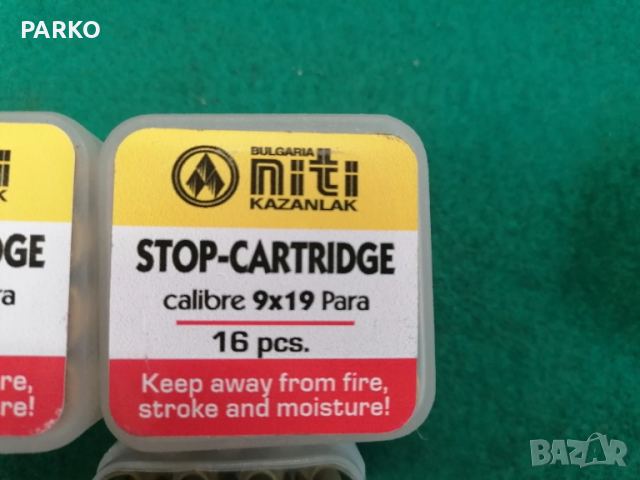 PARKO
BULGARIA
niti
KAZANLAK
STOP-CARTRIDGE
calibre 9x19 Para
16 pcs.
Keep away from fire,
stroke and moisture!
i
K
DGE
ra
re,
re!
BAZAR